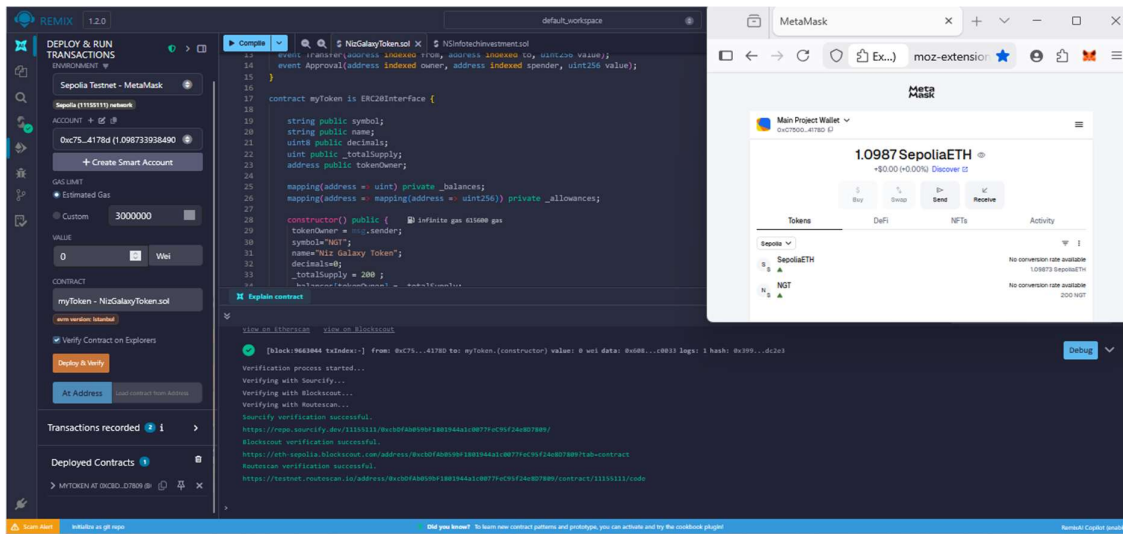 REMIX 1.2.0
default_workspace
DEPLOY & RUN
TRANSACTIONS
ENVIRONMENT
Sepolia Testnet - MetaMask
Sepolia (11155111) network
ACCOUNT
0xc75...4178d (1.098733938490
+ Create Smart Account
GAS LIMIT
Estimated Gas
Custom 3000000
VALUE
0 Wei
CONTRACT
myToken - NizGalaxyToken.sol
evm version: istanbul
Verify Contract on Explorers
Deploy & Verify
At Address Load contract from Address
Transactions recorded 2 i
Deployed Contracts 1
MYTOKEN AT 0XCBD...D7809
Compile NizGalaxyToken.sol NSInfotechinvestment.sol
13 event Transfer(address indexed from, address indexed to, uint256 value);
14 event Approval(address indexed owner, address indexed spender, uint256 value);
15 }
16
17 contract myToken is ERC20Interface {
18
19 string public symbol;
20 string public name;
21 uint8 public decimals;
22 uint public _totalSupply;
23 address public tokenOwner;
24
25 mapping(address => uint) private _balances;
26 mapping(address => mapping(address => uint256)) private _allowances;
27
28 constructor() public { infinite gas 615600 gas
29 tokenOwner = msg.sender;
30 symbol="NGT";
31 name="Niz Galaxy Token";
32 decimals=0;
33 _totalSupply = 200 ;
_balances[tokenOwner] = _totalSupply;
Explain contract
view on Etherscan view on Blockscout
[block:9663044 txIndex:-] from: 0xC75...4178D to: myToken.(constructor) value: 0 wei data: 0x608...c0033 logs: 1 hash: 0x399...dc2e3
Debug
Verification process started...
Verifying with Sourcify...
Verifying with Blockscout...
Verifying with Routescan...
Sourcify verification successful.
https://repo.sourcify.dev/11155111/0xcbDfAb059bF1801944a1c0077FeC95f24e8D7809/
Blockscout verification successful.
https://eth-sepolia.blockscout.com/address/0xcbDfAb059bF1801944a1c0077FeC95f24e8D7809?tab=contract
Routescan verification successful.
https://testnet.routescan.io/address/0xcbDfAb059bF1801944a1c0077FeC95f24e8D7809/contract/11155111/code
>
MetaMask
Ex...) moz-extension
Meta
Mask
Main Project Wallet
0xC7500...4178D
1.0987 SepoliaETH
+$0.00 (+0.00%) Discover
Buy Swap Send Receive
Tokens DeFi NFTs Activity
Sepolia
SepoliaETH No conversion rate available
1.09873 SepoliaETH
NGT No conversion rate available
200 NGT
Scam Alert Initialize as git repo
Did you know? To learn new contract patterns and prototype, you can activate and try the cookbook plugin!
RemixAI Copilot